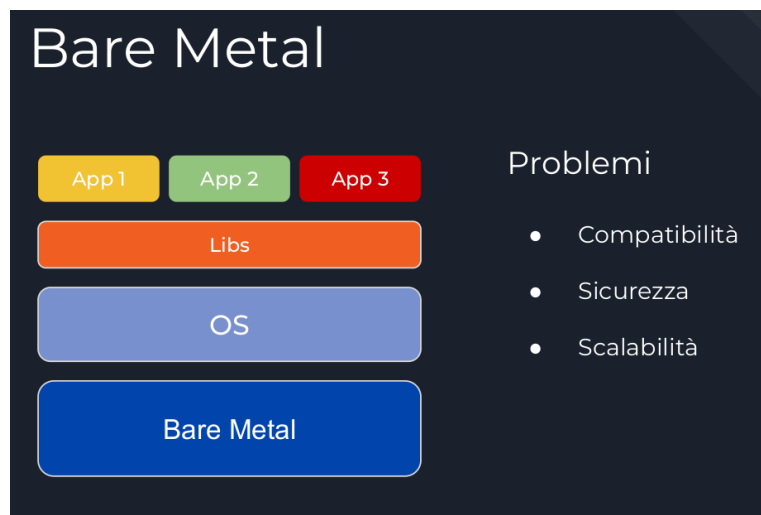 Bare Metal
App 1 App 2 App 3
Libs
OS
Bare Metal
Problemi
● Compatibilità
● Sicurezza
● Scalabilità